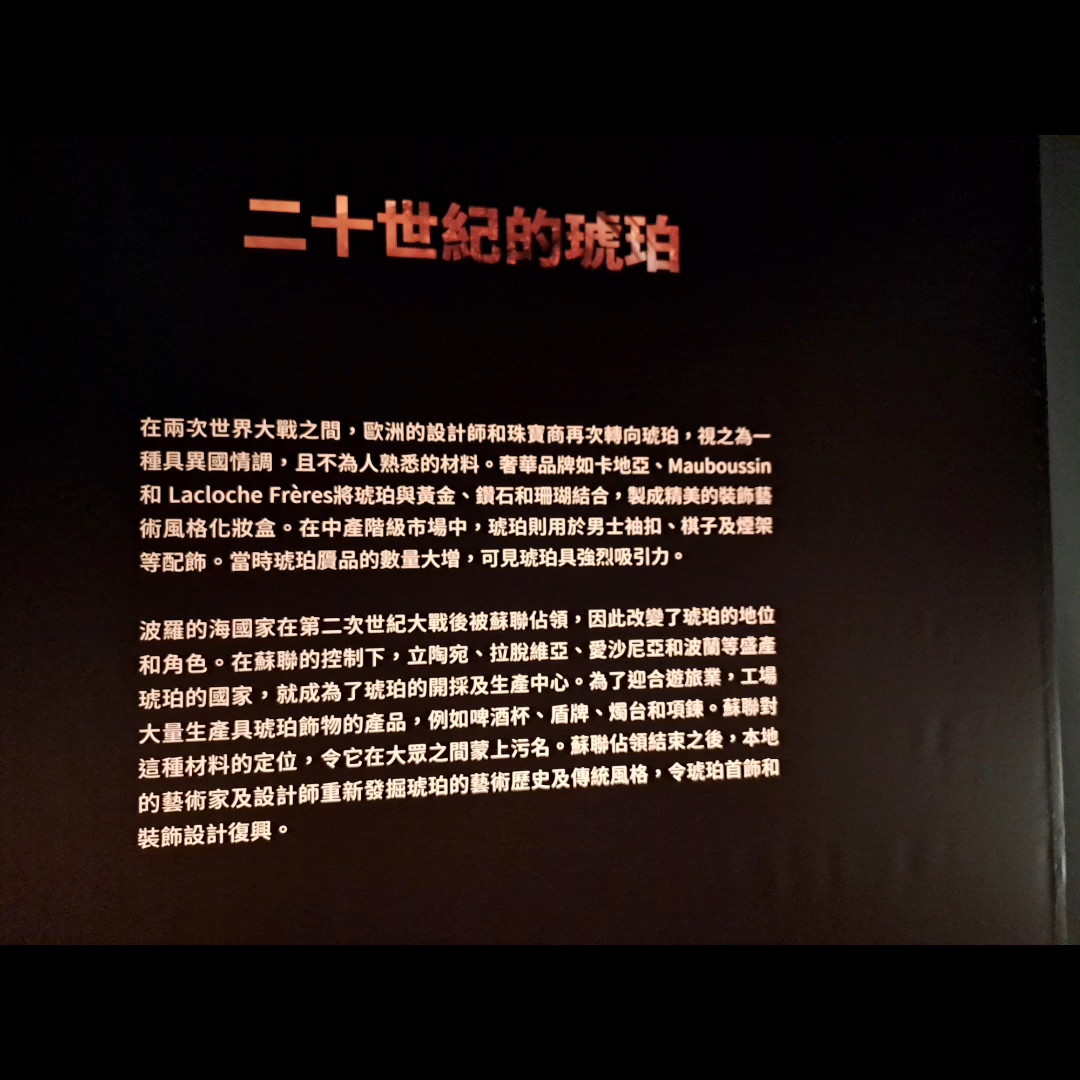 二十世紀的琥珀
在兩次世界大戰之間，歐洲的設計師和珠寶商再次轉向琥珀，視之為一
種具異國情調，且不為人熟悉的材料。奢華品牌如卡地亞、Mauboussin
和 Lacloche Frères將琥珀與黃金、鑽石和珊瑚結合，製成精美的裝飾藝
術風格化妝盒。在中產階級市場中，琥珀則用於男士袖扣、棋子及煙架
等配飾。當時琥珀贋品的數量大增，可見琥珀具強烈吸引力。
波羅的海國家在第二次世紀大戰後被蘇聯佔領，因此改變了琥珀的地位
和角色。在蘇聯的控制下，立陶宛、拉脫維亞、愛沙尼亞和波蘭等盛產
琥珀的國家，就成為了琥珀的開採及生產中心。為了迎合遊旅業，工場
大量生產具琥珀飾物的產品，例如啤酒杯、盾牌、燭台和項鍊。蘇聯對
這種材料的定位，令它在大眾之間蒙上污名。蘇聯佔領結束之後，本地
的藝術家及設計師重新發掘琥珀的藝術歷史及傳統風格，令琥珀首飾和
裝飾設計復興。